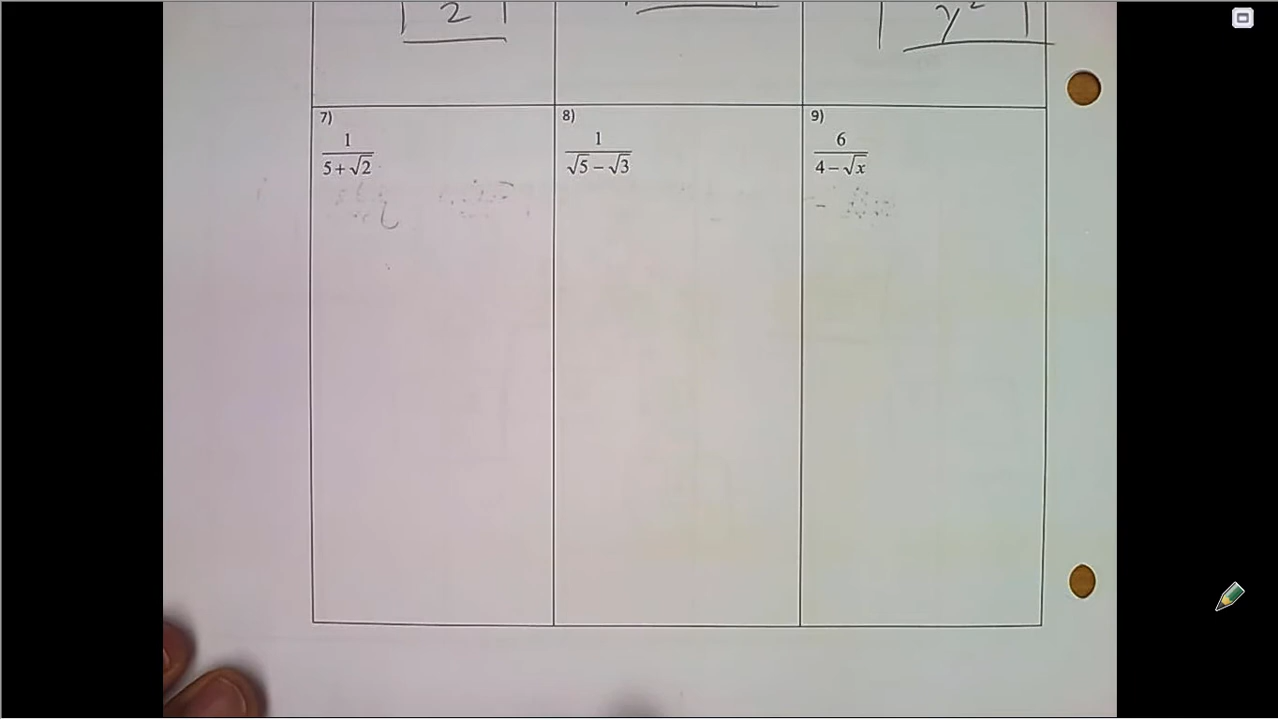 2
y²
7)
1
5 + √2
8)
1
√5 − √3
9)
6
4 − √x